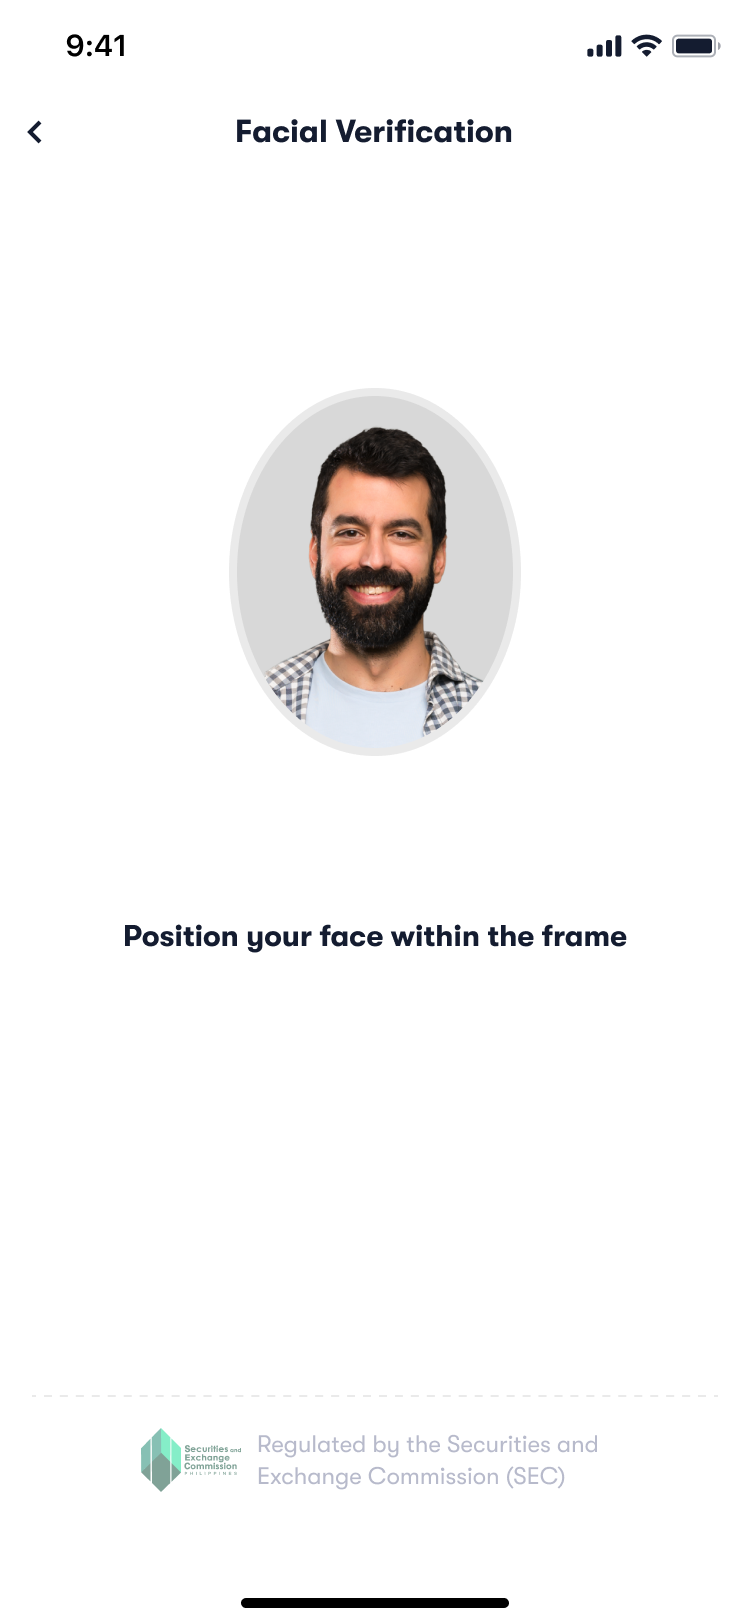 9:41
Facial Verification
Position your face within the frame
Securities and
Exchange
Commission
PHILIPPINES
Regulated by the Securities and
Exchange Commission (SEC)